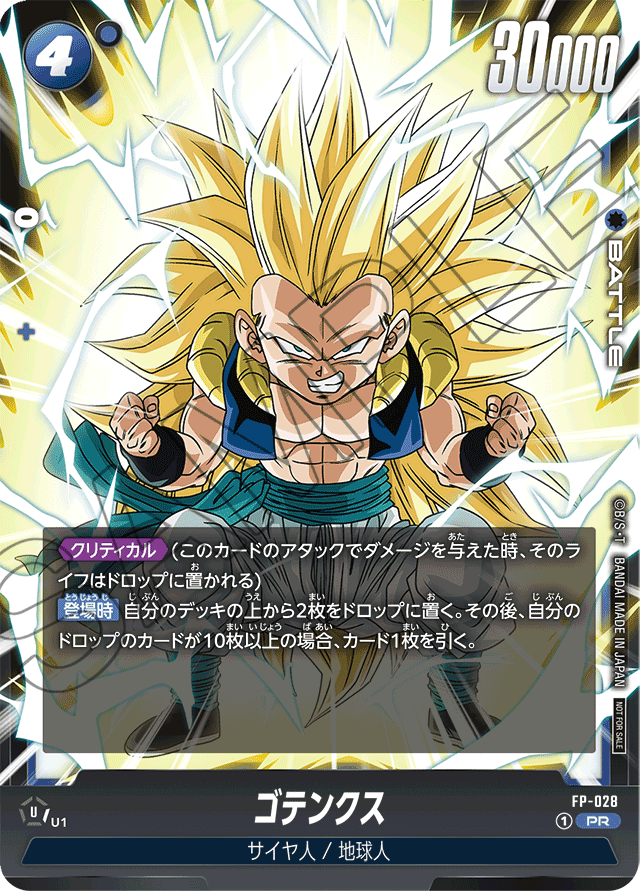 4
30000
0
+
BATTLE
SAMPLE
クリティカル (このカードのアタックでダメージを与えた時、そのラ
イフはドロップに置かれる)
登場時 自分のデッキの上から2枚をドロップに置く。その後、自分の
ドロップのカードが10枚以上の場合、カード1枚を引く。
©B/S・T BANDAI MADE IN JAPAN
NOT FOR SALE
ゴテンクス
FP-028
U U1
1 PR
サイヤ人 / 地球人